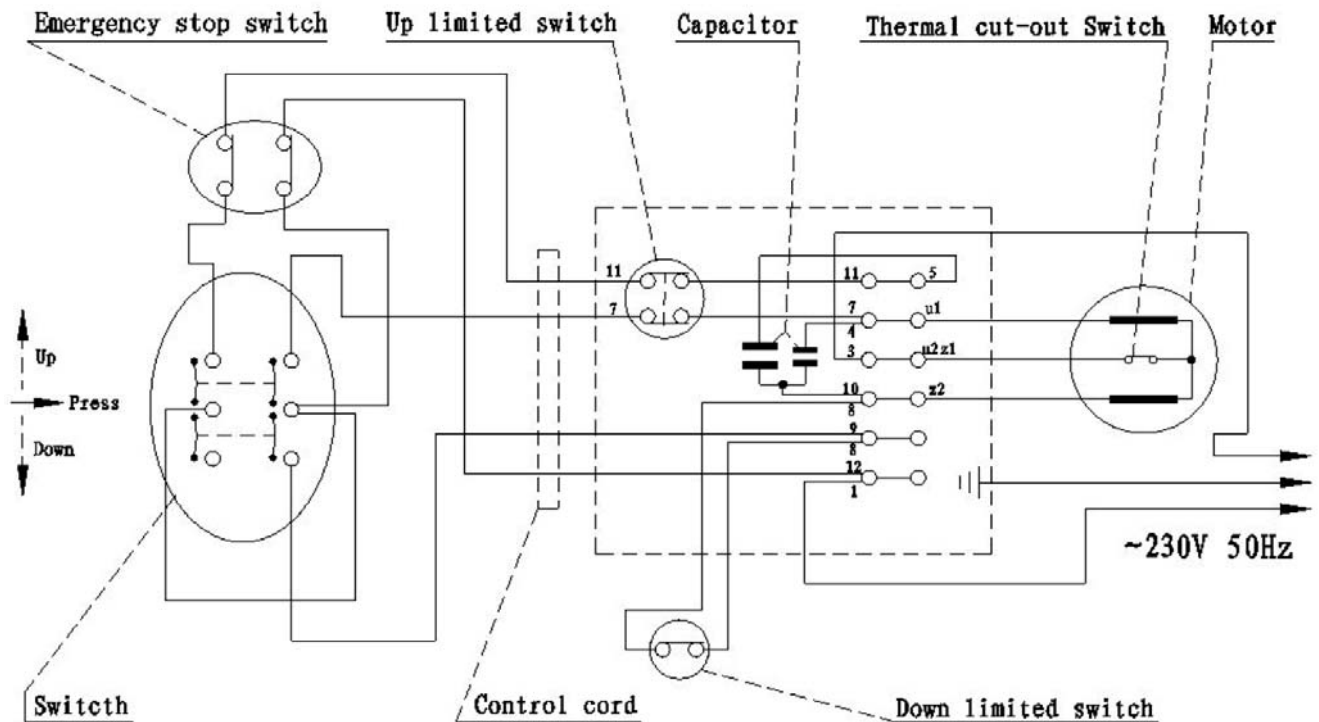 Emergency stop switch Up limited switch Capacitor Thermal cut-out Switch Motor
11 11 5
7 7 u1
4
Up 3 u2z1
Press 10 z2
8
Down 9
8
12
1
~230V 50Hz
Switcth Control cord Down limited switch